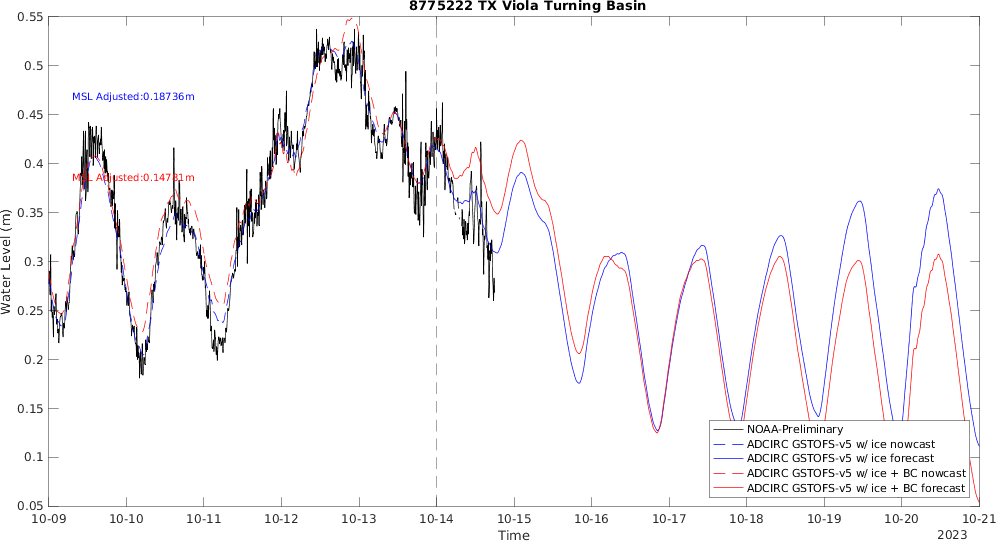 8775222 TX Viola Turning Basin
0.55
0.5
0.45
0.4
0.35
0.3
0.25
0.2
0.15
0.1
0.05
Water Level (m)
MSL Adjusted:0.18736m
MSL Adjusted:0.14781m
NOAA-Preliminary
ADCIRC GSTOFS-v5 w/ ice nowcast
ADCIRC GSTOFS-v5 w/ ice forecast
ADCIRC GSTOFS-v5 w/ ice + BC nowcast
ADCIRC GSTOFS-v5 w/ ice + BC forecast
10-09 10-10 10-11 10-12 10-13 10-14 10-15 10-16 10-17 10-18 10-19 10-20 10-21
Time
2023